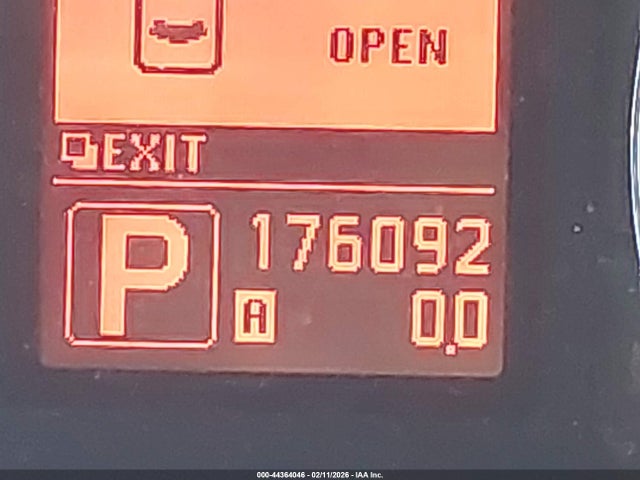 OPEN
EXIT
P
176092
A 0.0
000-44364046 - 02/11/2026 - IAA Inc.